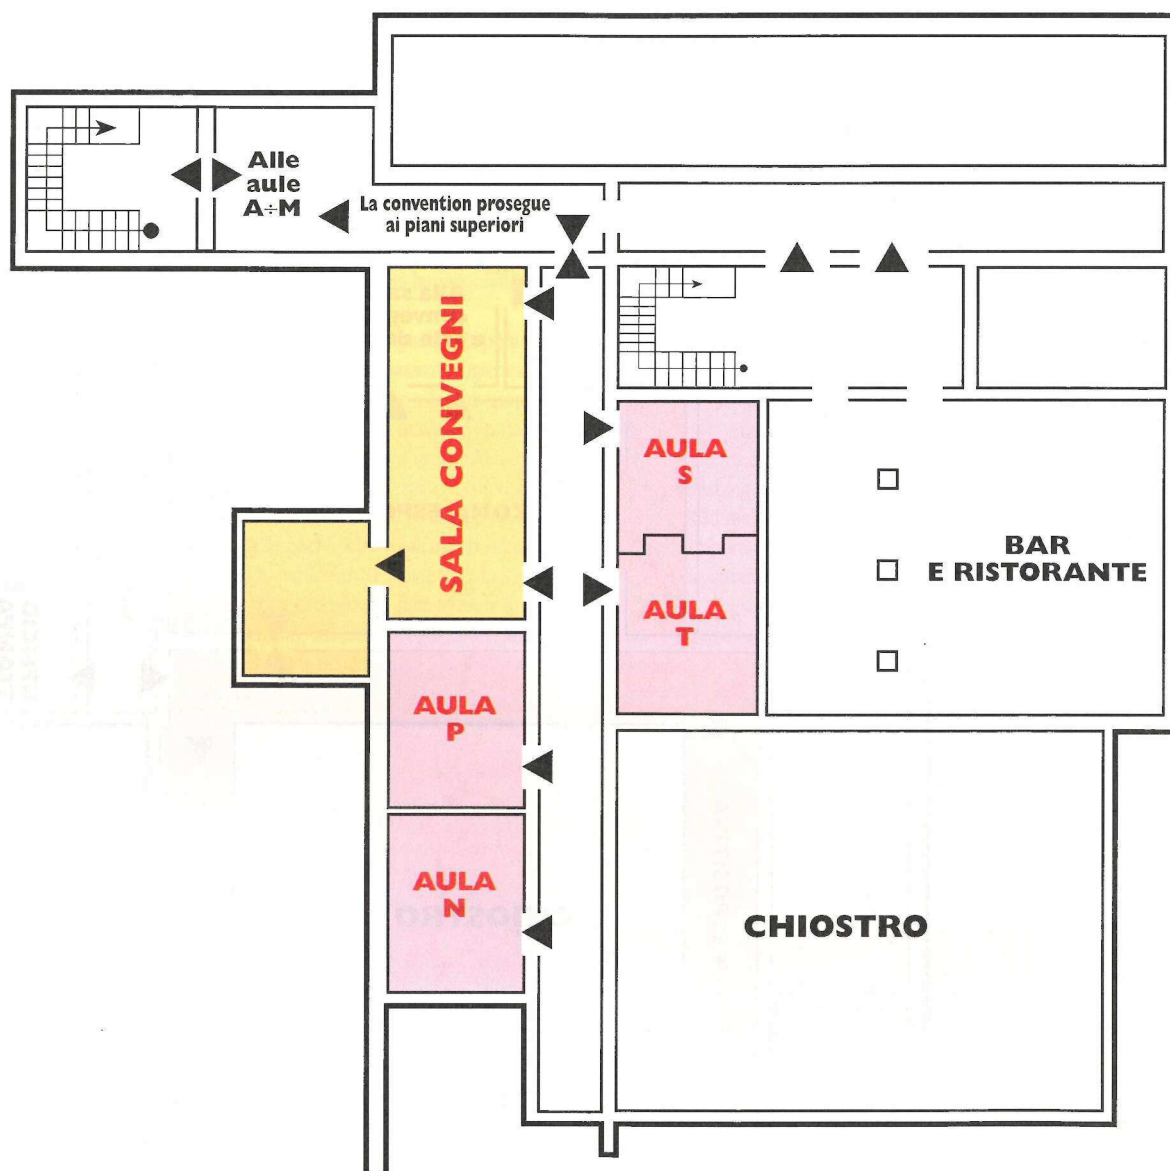 Alle
aule
A÷M
La convention prosegue
ai piani superiori
SALA CONVEGNI
AULA
S
AULA
T
BAR
E RISTORANTE
AULA
P
AULA
N
CHIOSTRO